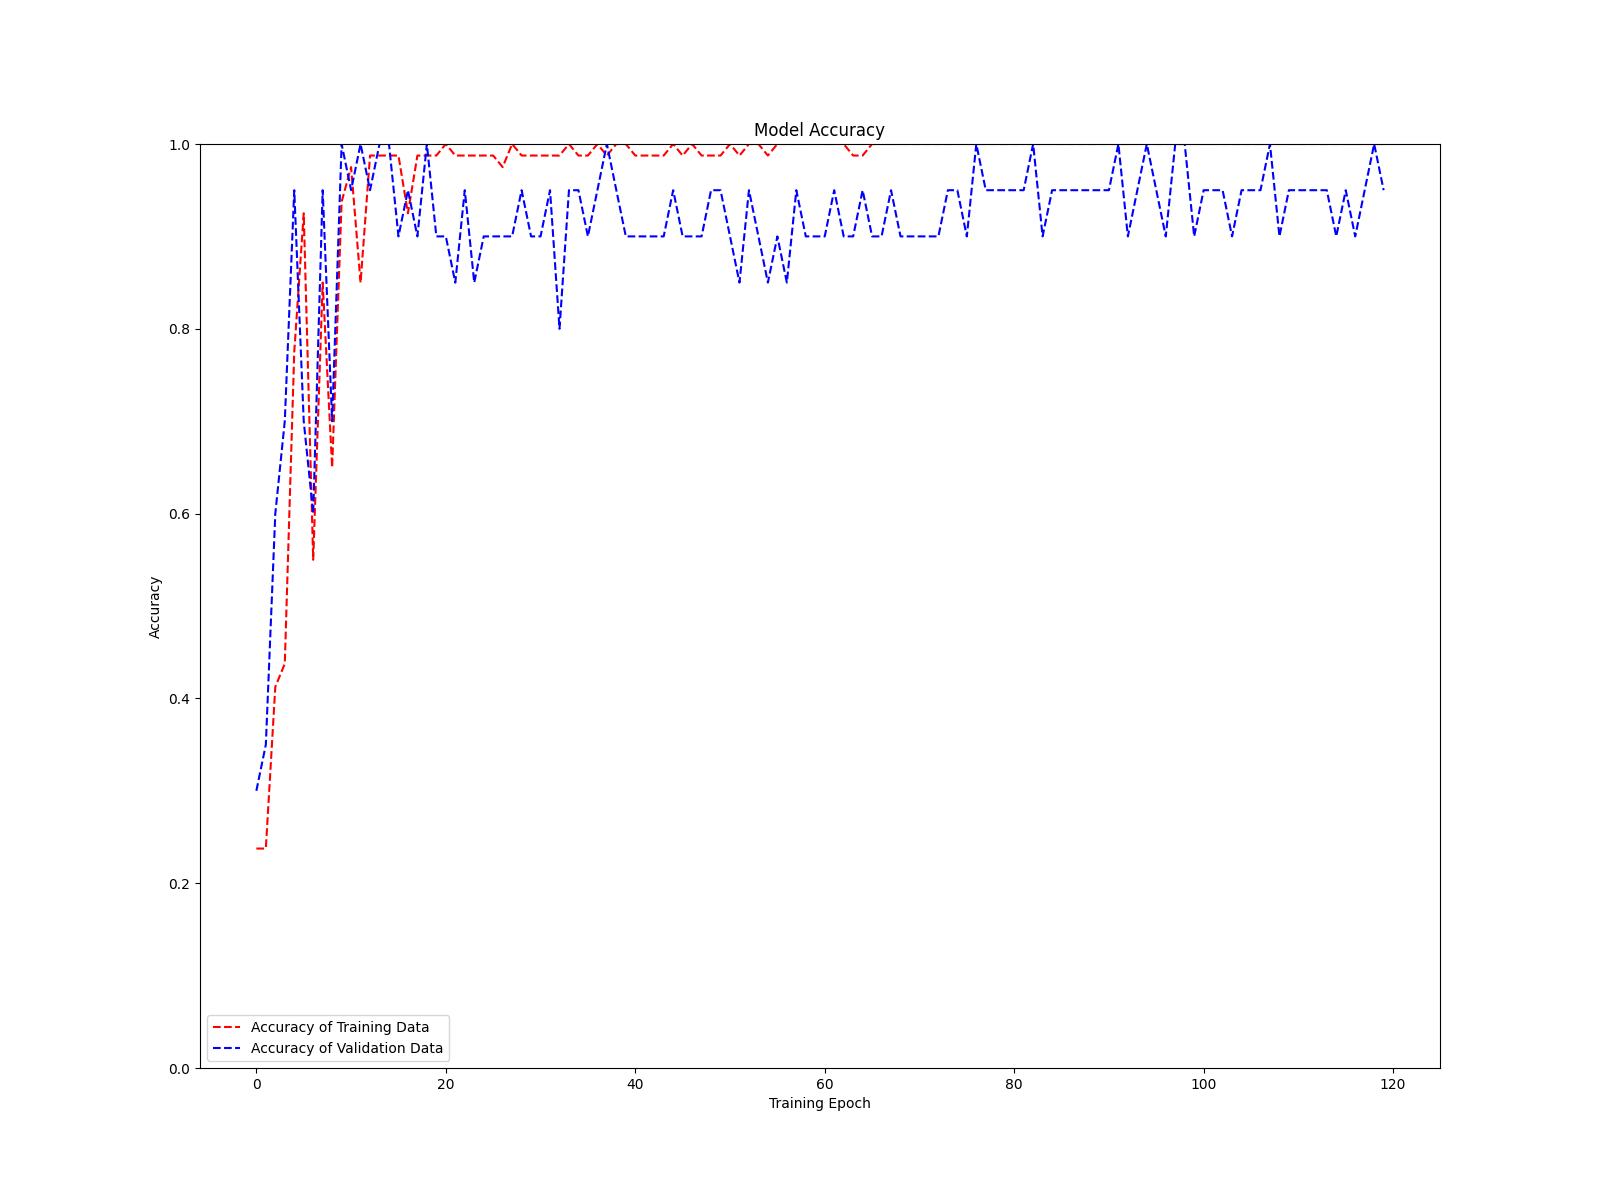 Model Accuracy
1.0
0.8
0.6
0.4
0.2
0.0
Accuracy
Accuracy of Training Data
Accuracy of Validation Data
0 20 40 60 80 100 120
Training Epoch